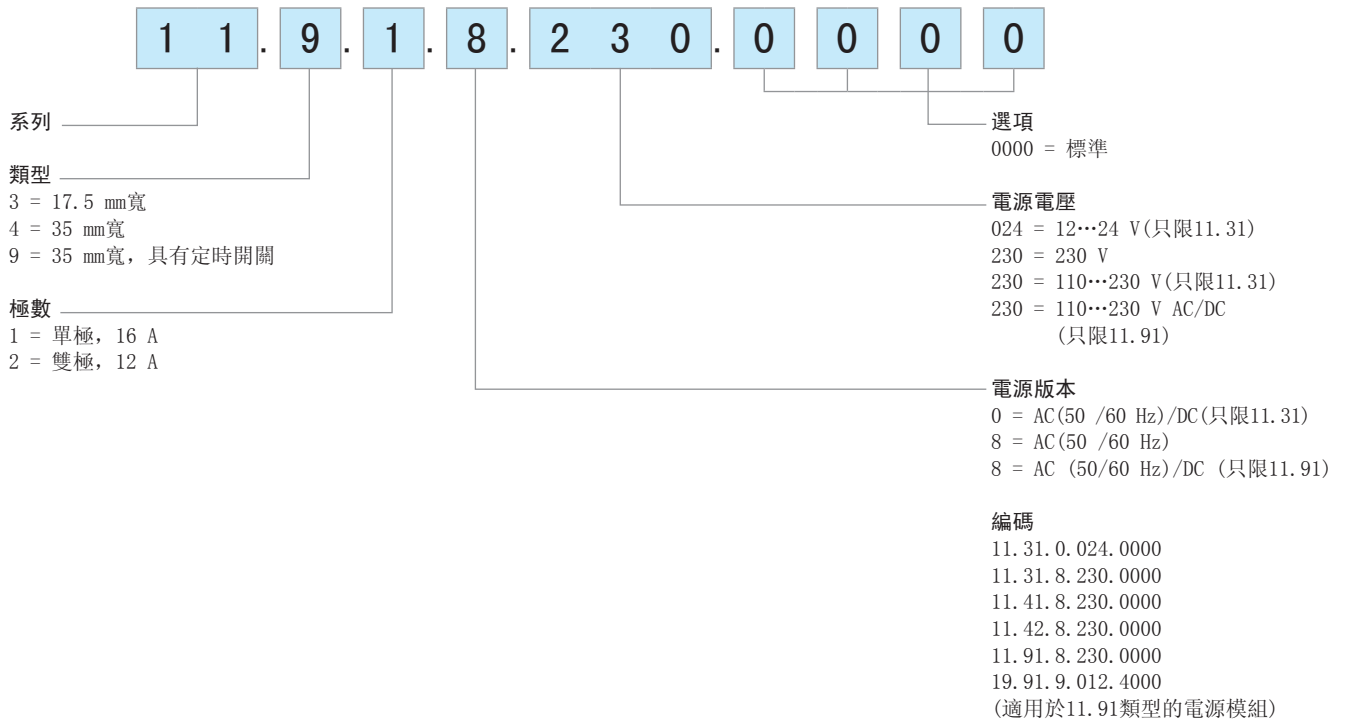 1 1.9.1.8.2 3 0.0 0 0 0
系列
類型
3 = 17.5 mm寬
4 = 35 mm寬
9 = 35 mm寬，具有定時開關
極數
1 = 單極，16 A
2 = 雙極，12 A
選項
0000 = 標準
電源電壓
024 = 12…24 V(只限11.31)
230 = 230 V
230 = 110…230 V(只限11.31)
230 = 110…230 V AC/DC
(只限11.91)
電源版本
0 = AC(50 /60 Hz)/DC(只限11.31)
8 = AC(50 /60 Hz)
8 = AC (50/60 Hz)/DC (只限11.91)
編碼
11.31.0.024.0000
11.31.8.230.0000
11.41.8.230.0000
11.42.8.230.0000
11.91.8.230.0000
19.91.9.012.4000
(適用於11.91類型的電源模組)